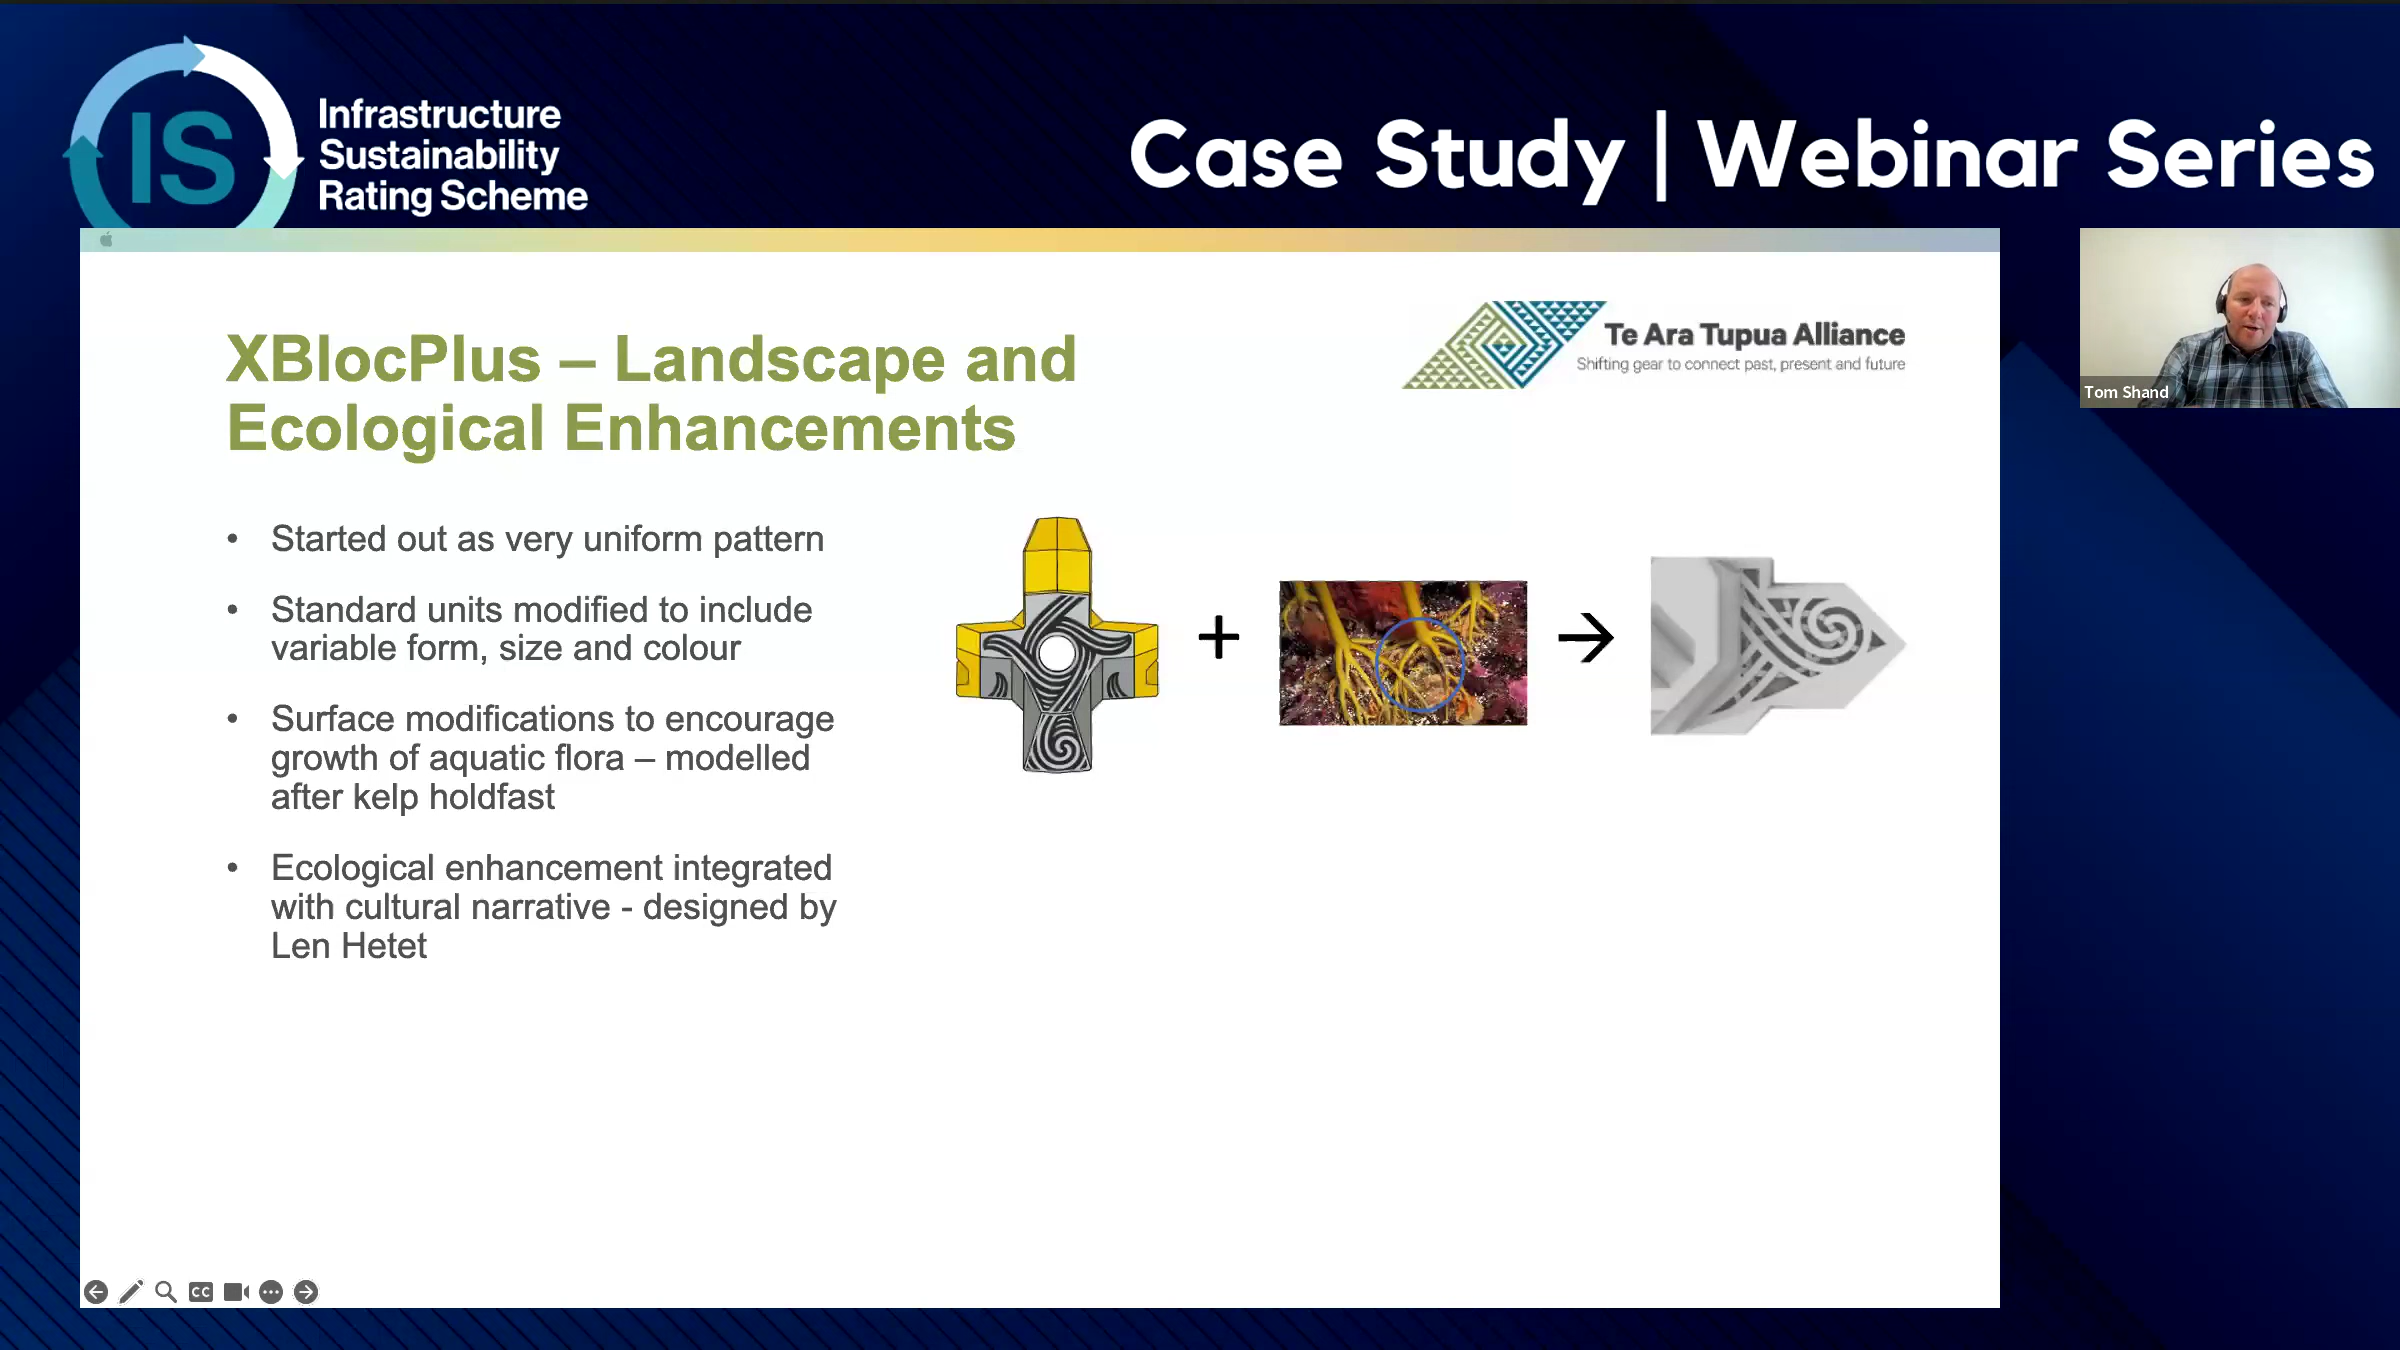 IS
Infrastructure
Sustainability
Rating Scheme
Case Study | Webinar Series
Te Ara Tupua Alliance
Shifting gear to connect past, present and future
Tom Shand
XBlocPlus – Landscape and
Ecological Enhancements
• Started out as very uniform pattern
• Standard units modified to include
variable form, size and colour
• Surface modifications to encourage
growth of aquatic flora – modelled
after kelp holdfast
• Ecological enhancement integrated
with cultural narrative - designed by
Len Hetet
+
CC